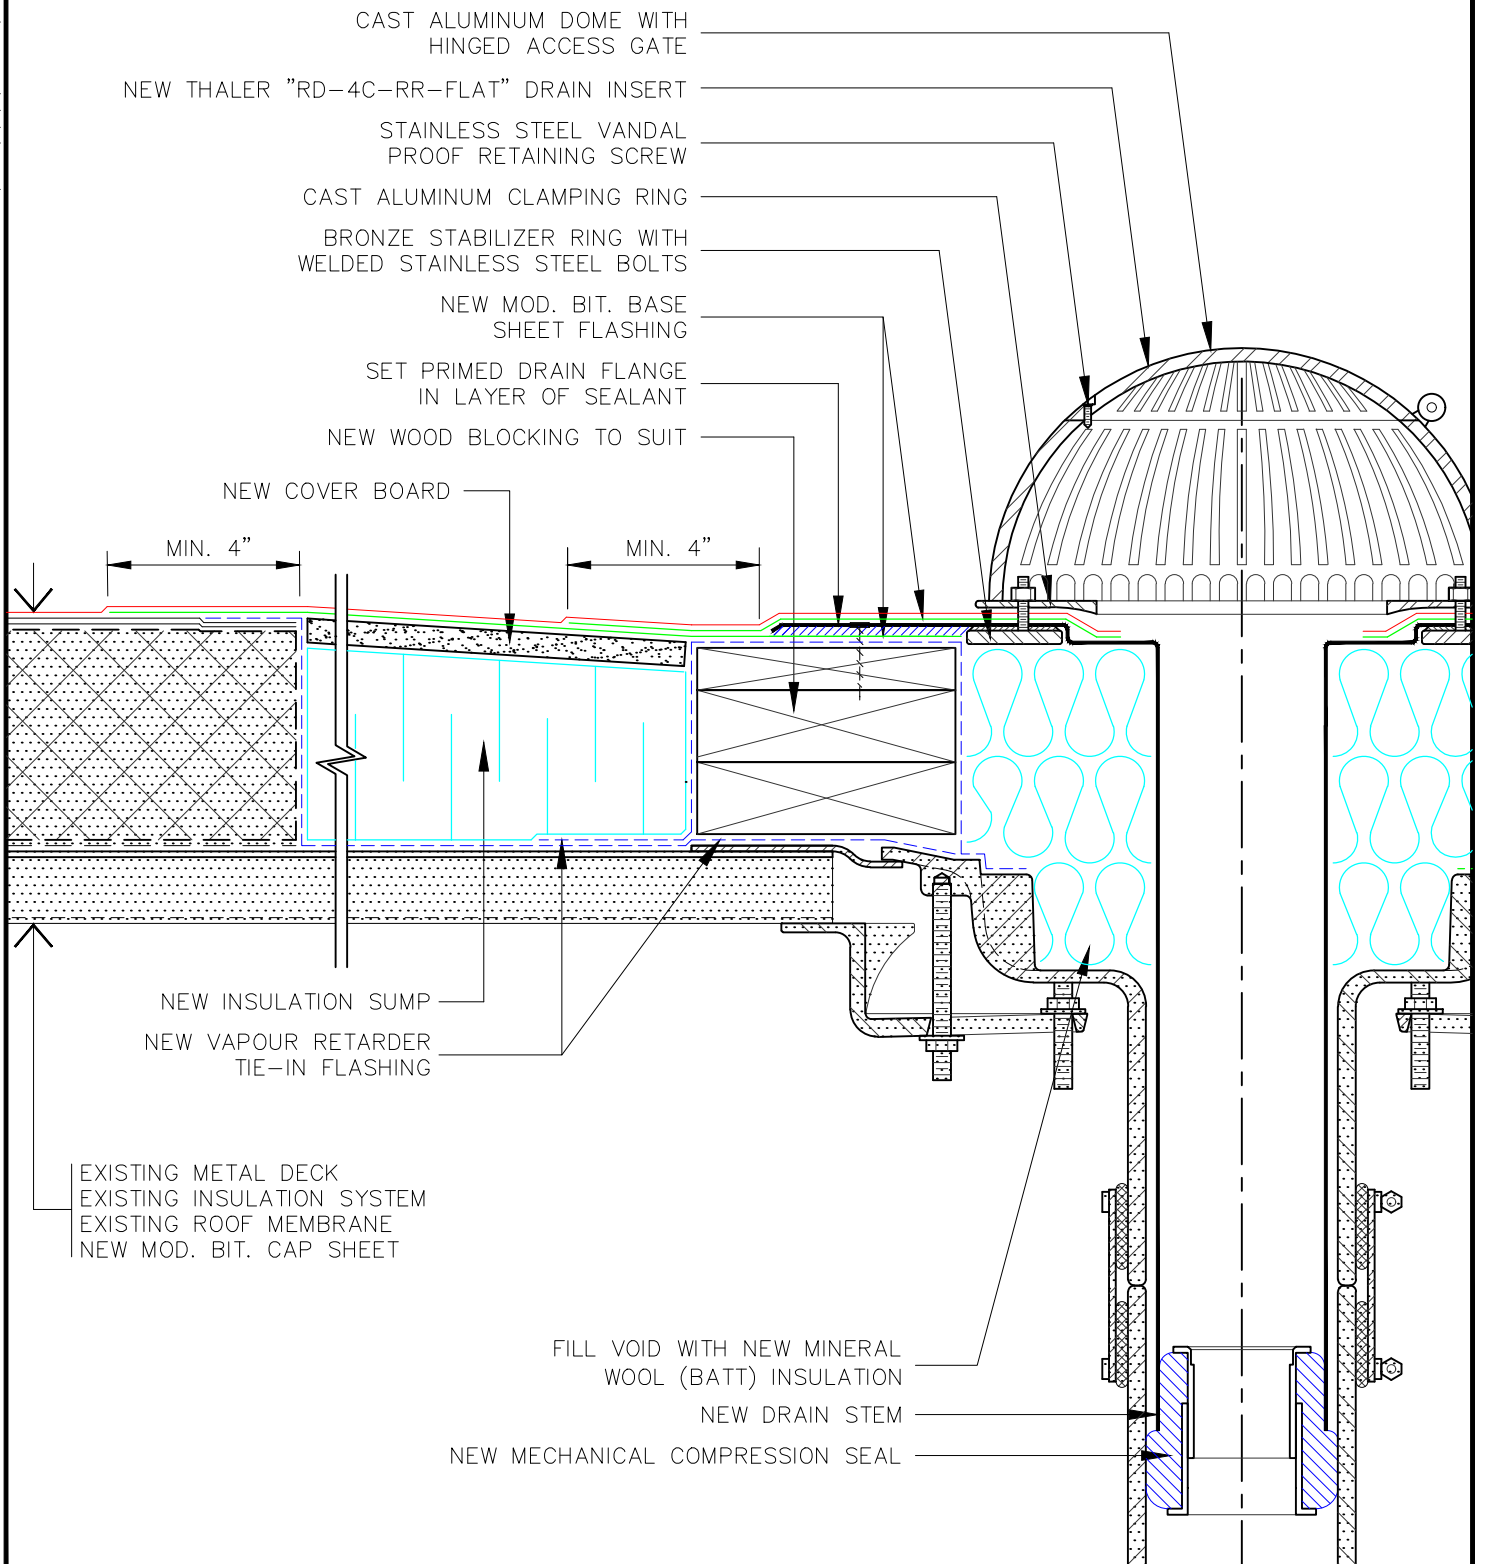 CAST ALUMINUM DOME WITH
HINGED ACCESS GATE
NEW THALER ”RD–4C–RR–FLAT” DRAIN INSERT
STAINLESS STEEL VANDAL
PROOF RETAINING SCREW
CAST ALUMINUM CLAMPING RING
BRONZE STABILIZER RING WITH
WELDED STAINLESS STEEL BOLTS
NEW MOD. BIT. BASE
SHEET FLASHING
SET PRIMED DRAIN FLANGE
IN LAYER OF SEALANT
NEW WOOD BLOCKING TO SUIT
NEW COVER BOARD
MIN. 4”
MIN. 4”
NEW INSULATION SUMP
NEW VAPOUR RETARDER
TIE–IN FLASHING
EXISTING METAL DECK
EXISTING INSULATION SYSTEM
EXISTING ROOF MEMBRANE
NEW MOD. BIT. CAP SHEET
FILL VOID WITH NEW MINERAL
WOOL (BATT) INSULATION
NEW DRAIN STEM
NEW MECHANICAL COMPRESSION SEAL